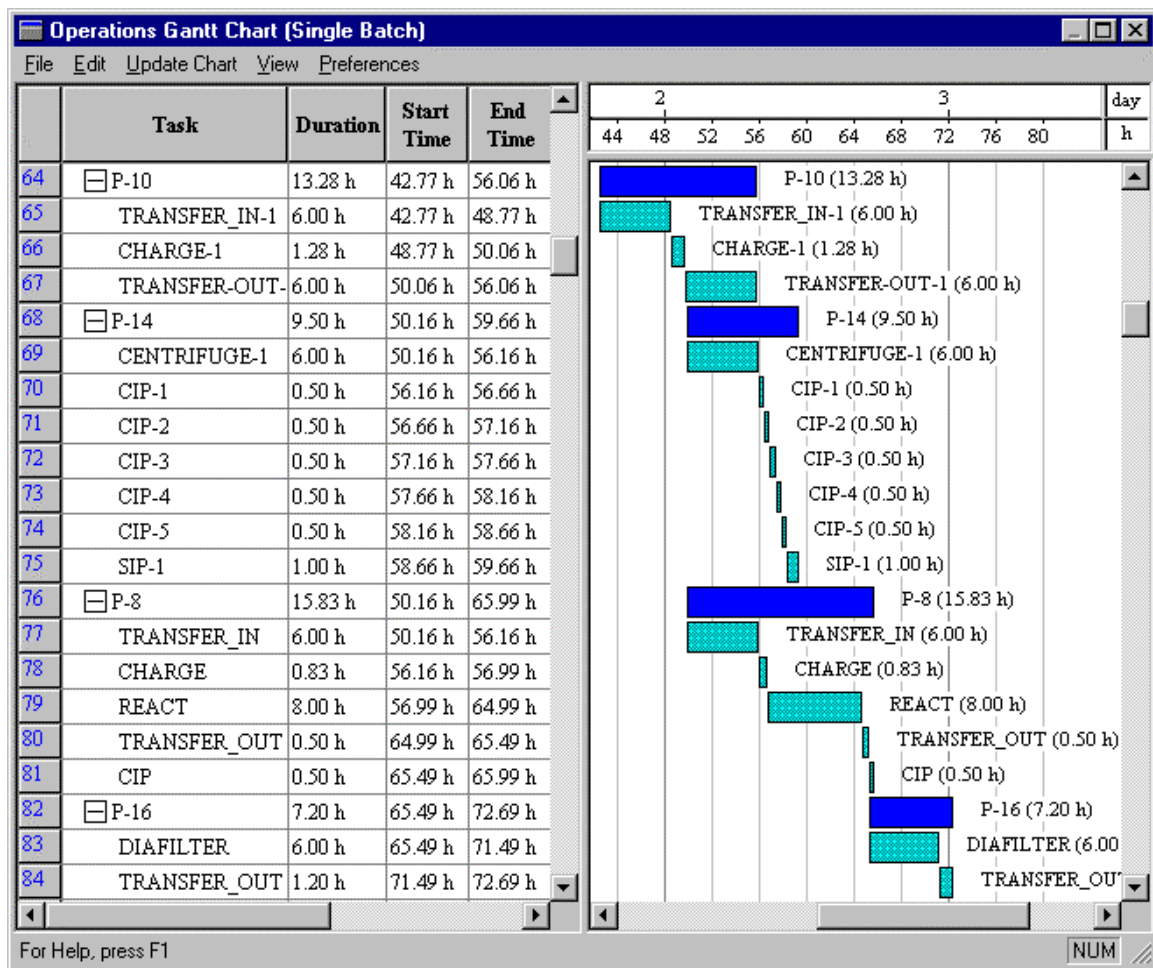 Operations Gantt Chart (Single Batch)
File Edit Update Chart View Preferences
Task Duration Start Time End Time
2 3 day
44 48 52 56 60 64 68 72 76 80 h
64 P-10 13.28 h 42.77 h 56.06 h P-10 (13.28 h)
65 TRANSFER_IN-1 6.00 h 42.77 h 48.77 h TRANSFER_IN-1 (6.00 h)
66 CHARGE-1 1.28 h 48.77 h 50.06 h CHARGE-1 (1.28 h)
67 TRANSFER-OUT- 6.00 h 50.06 h 56.06 h TRANSFER-OUT-1 (6.00 h)
68 P-14 9.50 h 50.16 h 59.66 h P-14 (9.50 h)
69 CENTRIFUGE-1 6.00 h 50.16 h 56.16 h CENTRIFUGE-1 (6.00 h)
70 CIP-1 0.50 h 56.16 h 56.66 h CIP-1 (0.50 h)
71 CIP-2 0.50 h 56.66 h 57.16 h CIP-2 (0.50 h)
72 CIP-3 0.50 h 57.16 h 57.66 h CIP-3 (0.50 h)
73 CIP-4 0.50 h 57.66 h 58.16 h CIP-4 (0.50 h)
74 CIP-5 0.50 h 58.16 h 58.66 h CIP-5 (0.50 h)
75 SIP-1 1.00 h 58.66 h 59.66 h SIP-1 (1.00 h)
76 P-8 15.83 h 50.16 h 65.99 h P-8 (15.83 h)
77 TRANSFER_IN 6.00 h 50.16 h 56.16 h TRANSFER_IN (6.00 h)
78 CHARGE 0.83 h 56.16 h 56.99 h CHARGE (0.83 h)
79 REACT 8.00 h 56.99 h 64.99 h REACT (8.00 h)
80 TRANSFER_OUT 0.50 h 64.99 h 65.49 h TRANSFER_OUT (0.50 h)
81 CIP 0.50 h 65.49 h 65.99 h CIP (0.50 h)
82 P-16 7.20 h 65.49 h 72.69 h P-16 (7.20 h)
83 DIAFILTER 6.00 h 65.49 h 71.49 h DIAFILTER (6.00
84 TRANSFER_OUT 1.20 h 71.49 h 72.69 h TRANSFER_OU
For Help, press F1 NUM